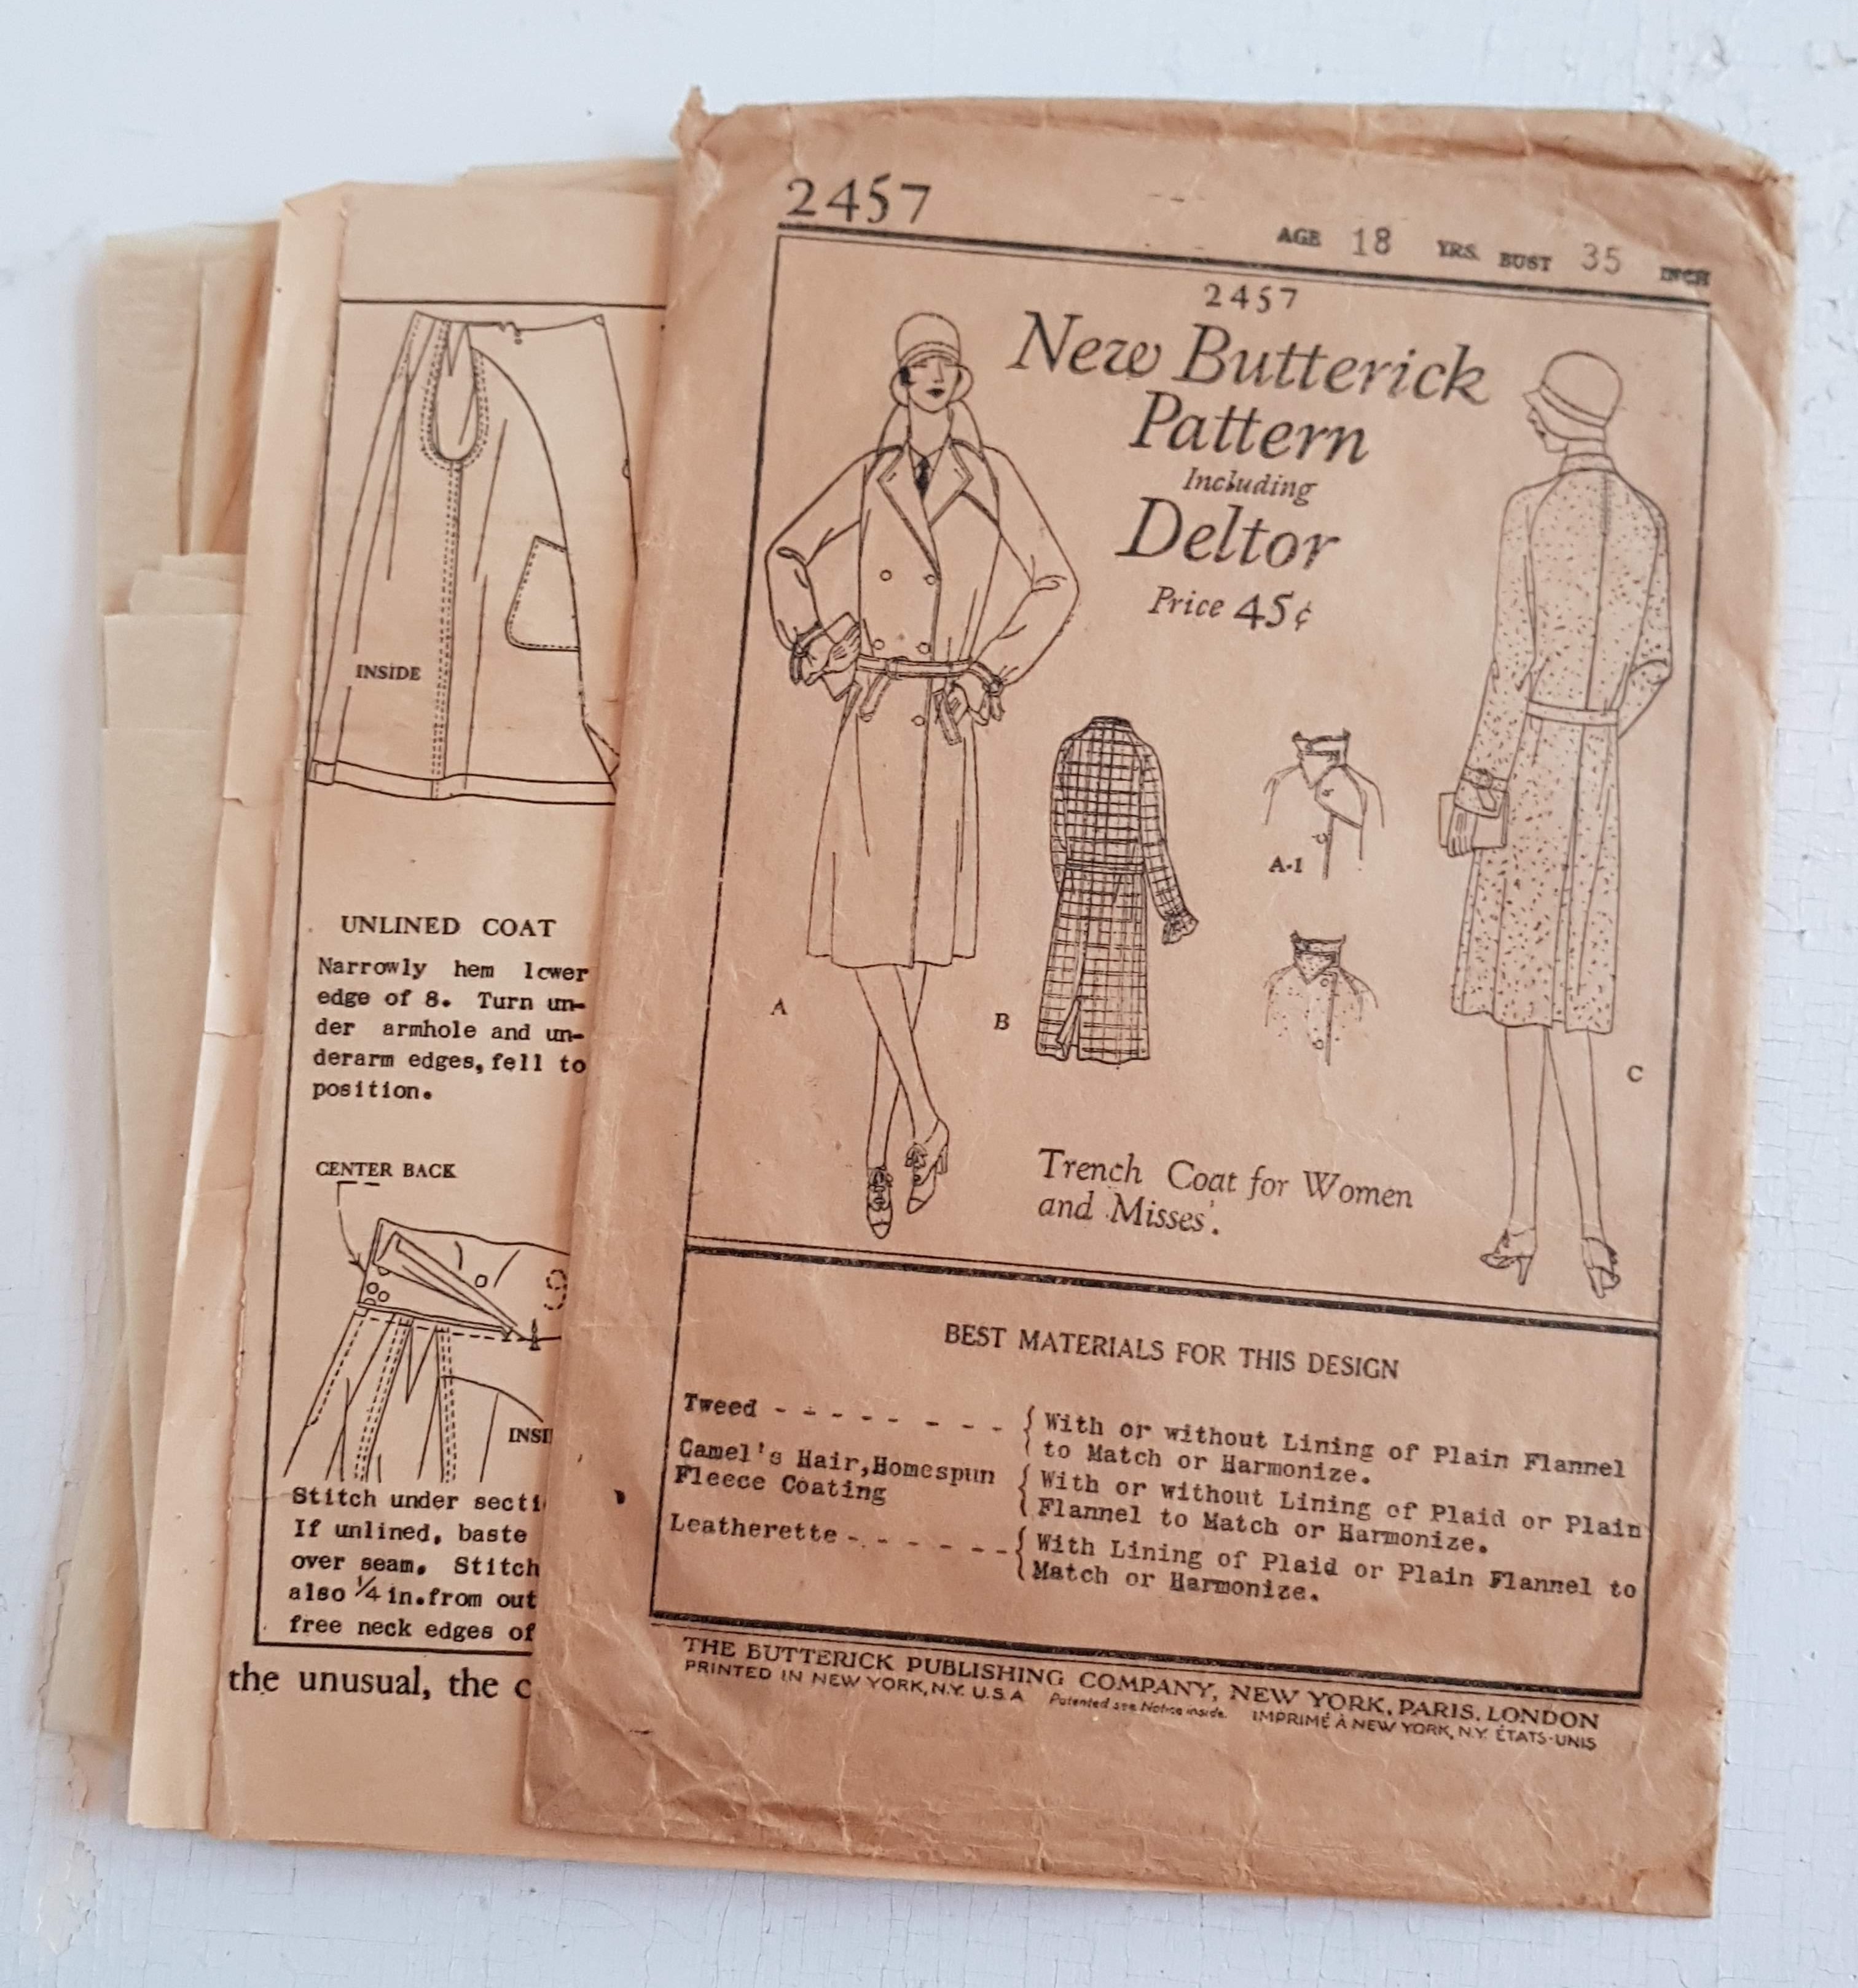 INSIDE
UNLINED COAT
Narrowly hem lower
edge of 8. Turn un-
der armhole and un-
derarm edges, fell to
position.
CENTER BACK
9
INSI
Stitch under secti
If unlined, baste
over seam. Stitch
also ¼ in. from out
free neck edges of
the unusual, the c
2457
AGE 18 YRS. BUST 35 INCH
2457
New Butterick
Pattern
Including
Deltor
Price 45¢
A-1
A
B
C
Trench Coat for Women
and Misses.
BEST MATERIALS FOR THIS DESIGN
Tweed - - - - - - - - { With or without Lining of Plain Flannel
to Match or Harmonize.
Camel's Hair, Homespun { With or without Lining of Plaid or Plain
Fleece Coating { Flannel to Match or Harmonize.
Leatherette - - - - - - { With Lining of Plaid or Plain Flannel to
Match or Harmonize.
THE BUTTERICK PUBLISHING COMPANY, NEW YORK, PARIS, LONDON
PRINTED IN NEW YORK, N.Y. U.S.A Patented see Notice inside. IMPRIMÉ À NEW YORK, N.Y. ÉTATS-UNIS